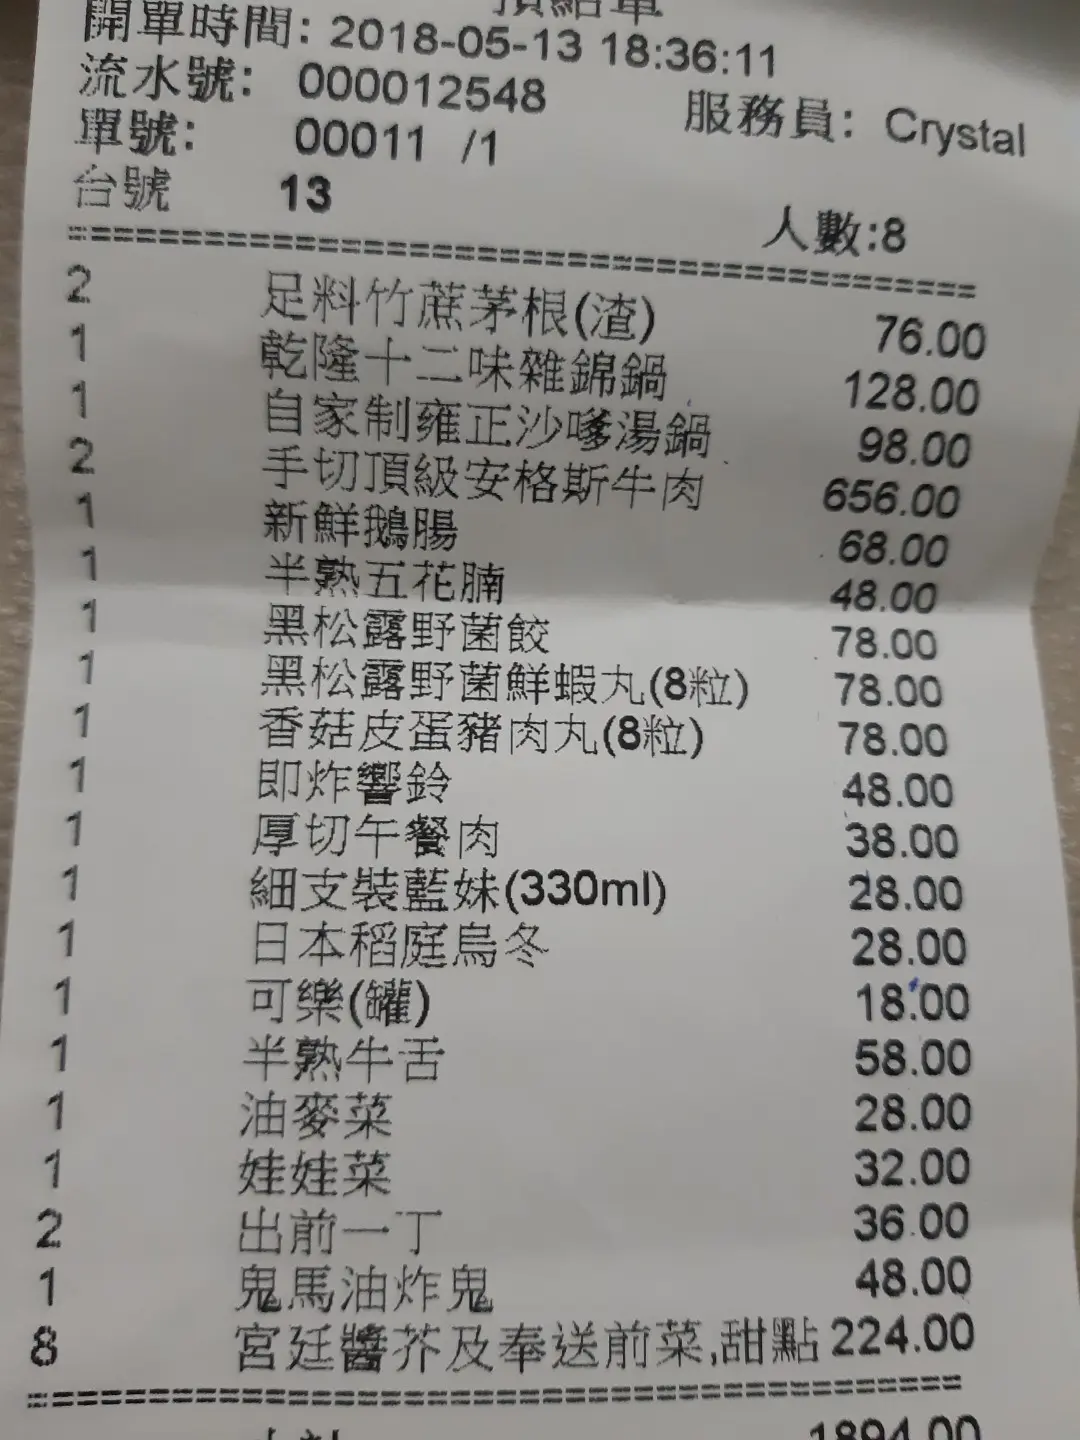 預結單
開單時間: 2018-05-13 18:36:11
流水號: 000012548
服務員: Crystal
單號: 00011 /1
台號 13
人數:8
2 足料竹蔗茅根(渣) 76.00
1 乾隆十二味雜錦鍋 128.00
1 自家制雍正沙嗲湯鍋 98.00
2 手切頂級安格斯牛肉 656.00
1 新鮮鵝腸 68.00
1 半熟五花腩 48.00
1 黑松露野菌餃 78.00
1 黑松露野菌鮮蝦丸(8粒) 78.00
1 香菇皮蛋豬肉丸(8粒) 78.00
1 即炸響鈴 48.00
1 厚切午餐肉 38.00
1 細支裝藍妹(330ml) 28.00
1 日本稻庭烏冬 28.00
1 可樂(罐) 18.00
1 半熟牛舌 58.00
1 油麥菜 28.00
1 娃娃菜 32.00
2 出前一丁 36.00
1 鬼馬油炸鬼 48.00
8 宮廷醬芥及奉送前菜,甜點 224.00
小計 1894.00